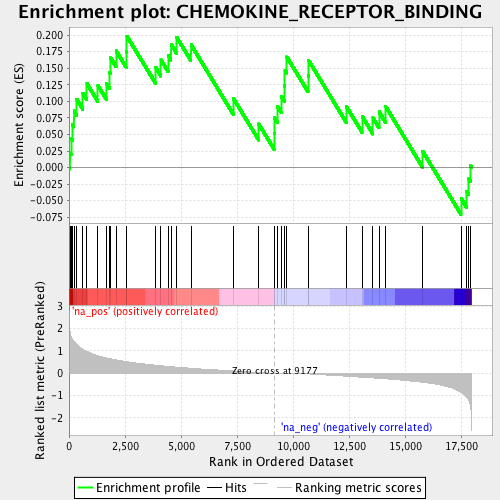 Enrichment plot: CHEMOKINE_RECEPTOR_BINDING
Enrichment score (ES)
0.200
0.175
0.150
0.125
0.100
0.075
0.050
0.025
0.000
-0.025
-0.050
-0.075
'na_pos' (positively correlated)
Ranked list metric (PreRanked)
3
2
1
0
-1
-2
Zero cross at 9177
'na_neg' (negatively correlated)
0
2,500
5,000
7,500
10,000
12,500
15,000
17,500
Rank in Ordered Dataset
Enrichment profile
Hits
Ranking metric scores